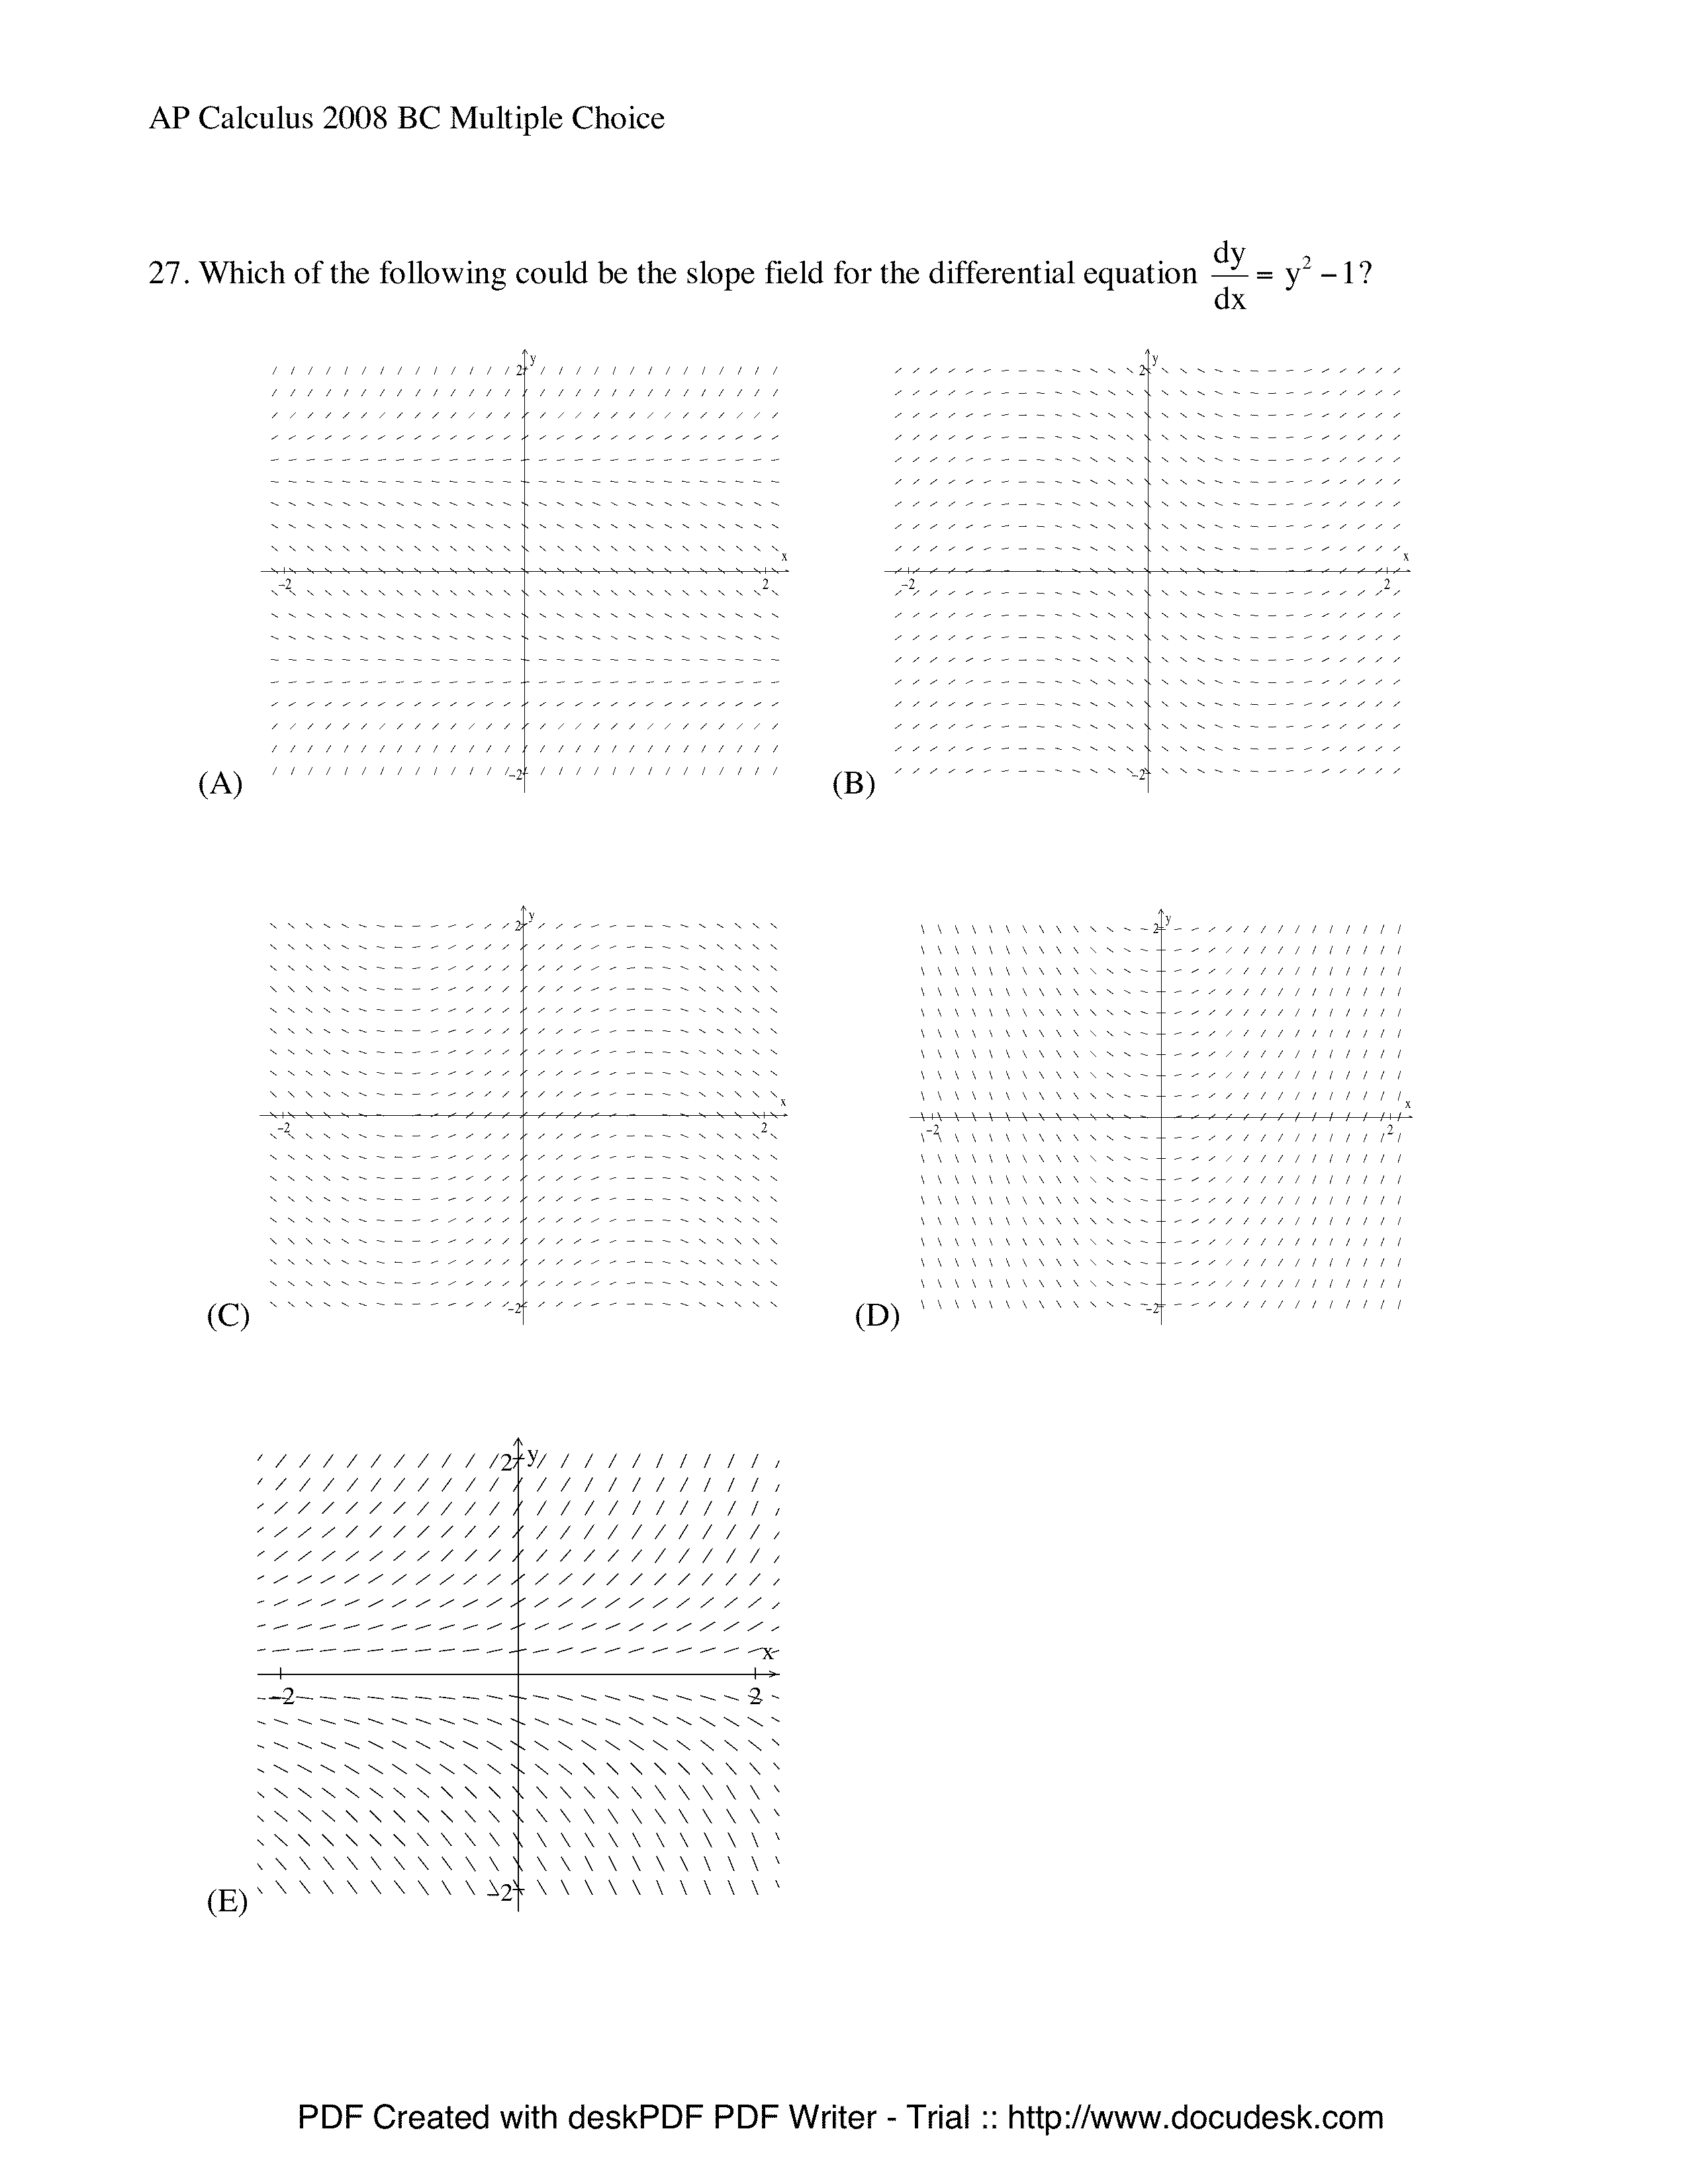 AP Calculus 2008 BC Multiple Choice
27. Which of the following could be the slope field for the differential equation dy/dx = y² − 1?
y
2
x
−2
2
−2
(A)
y
2
x
−2
2
−2
(B)
y
2
x
−2
2
−2
(C)
y
2
x
−2
2
−2
(D)
y
2
x
−2
2
−2
(E)
PDF Created with deskPDF PDF Writer - Trial :: http://www.docudesk.com